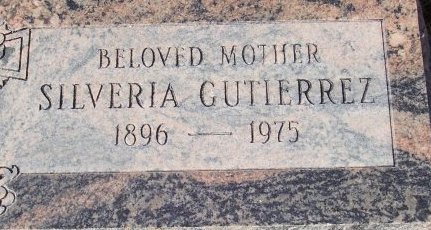 BELOVED MOTHER
SILVERIA GUTIERREZ
1896 — 1975